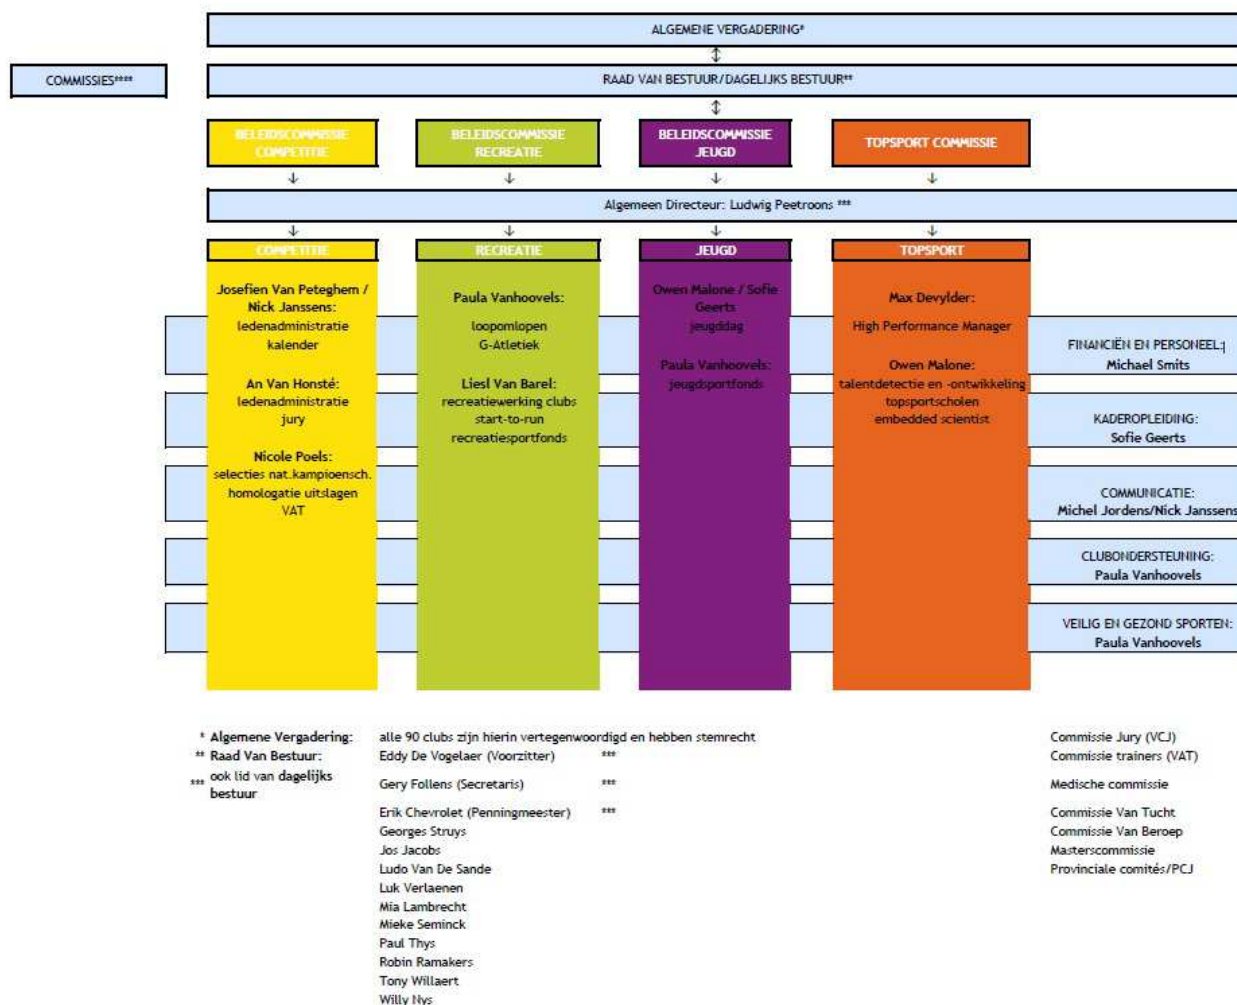 ALGEMENE VERGADERING*
COMMISSIES****
RAAD VAN BESTUUR/DAGELIJKS BESTUUR**
BELEIDSCOMMISSIE
COMPETITIE
BELEIDSCOMMISSIE
RECREATIE
BELEIDSCOMMISSIE
JEUGD
TOPSPORT COMMISSIE
Algemeen Directeur: Ludwig Peetroons ***
COMPETITIE
Josefien Van Peteghem /
Nick Janssens:
ledenadministratie
kalender
An Van Honsté:
ledenadministratie
jury
Nicole Poels:
selecties nat.kampioensch.
homologatie uitslagen
VAT
RECREATIE
Paula Vanhoovels:
loopomlopen
G-Atletiek
Liesl Van Barel:
recreatiewerking clubs
start-to-run
recreatiesportfonds
JEUGD
Owen Malone / Sofie
Geerts
jeugddag
Paula Vanhoovels:
jeugdsportfonds
TOPSPORT
Max Devylder:
High Performance Manager
Owen Malone:
talentdetectie en -ontwikkeling
topsportscholen
embedded scientist
FINANCIËN EN PERSONEEL:
Michael Smits
KADEROPLEIDING:
Sofie Geerts
COMMUNICATIE:
Michel Jordens/Nick Janssens
CLUBONDERSTEUNING:
Paula Vanhoovels
VEILIG EN GEZOND SPORTEN:
Paula Vanhoovels
* Algemene Vergadering: alle 90 clubs zijn hierin vertegenwoordigd en hebben stemrecht
** Raad Van Bestuur: Eddy De Vogelaer (Voorzitter) ***
*** ook lid van dagelijks
bestuur
Gery Follens (Secretaris) ***
Erik Chevrolet (Penningmeester) ***
Georges Struys
Jos Jacobs
Ludo Van De Sande
Luk Verlaenen
Mia Lambrecht
Mieke Seminck
Paul Thys
Robin Ramakers
Tony Willaert
Willy Nys
Commissie Jury (VCJ)
Commissie trainers (VAT)
Medische commissie
Commissie Van Tucht
Commissie Van Beroep
Masterscommissie
Provinciale comités/PCJ